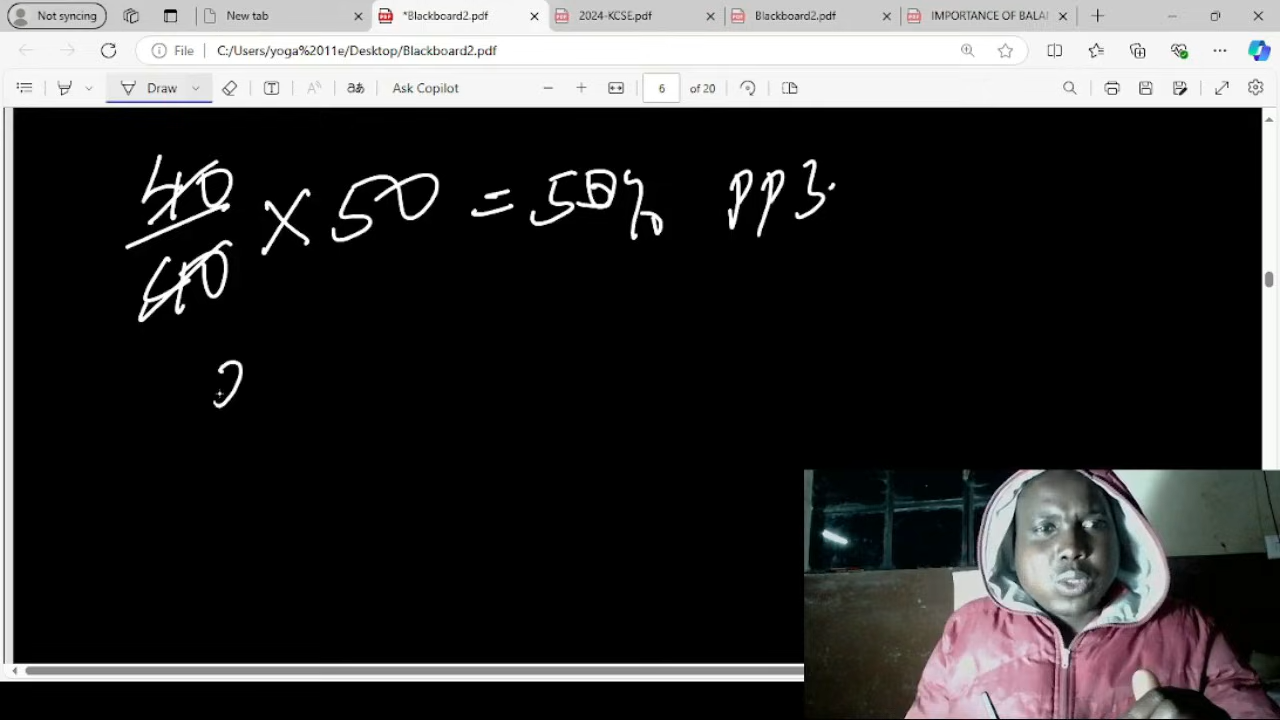 Not syncing
New tab
*Blackboard2.pdf
2024-KCSE.pdf
Blackboard2.pdf
IMPORTANCE OF BALA
File
C:/Users/yoga%2011e/Desktop/Blackboard2.pdf
Draw
Ask Copilot
6 of 20
40/40 × 50 = 50% PP3.
2